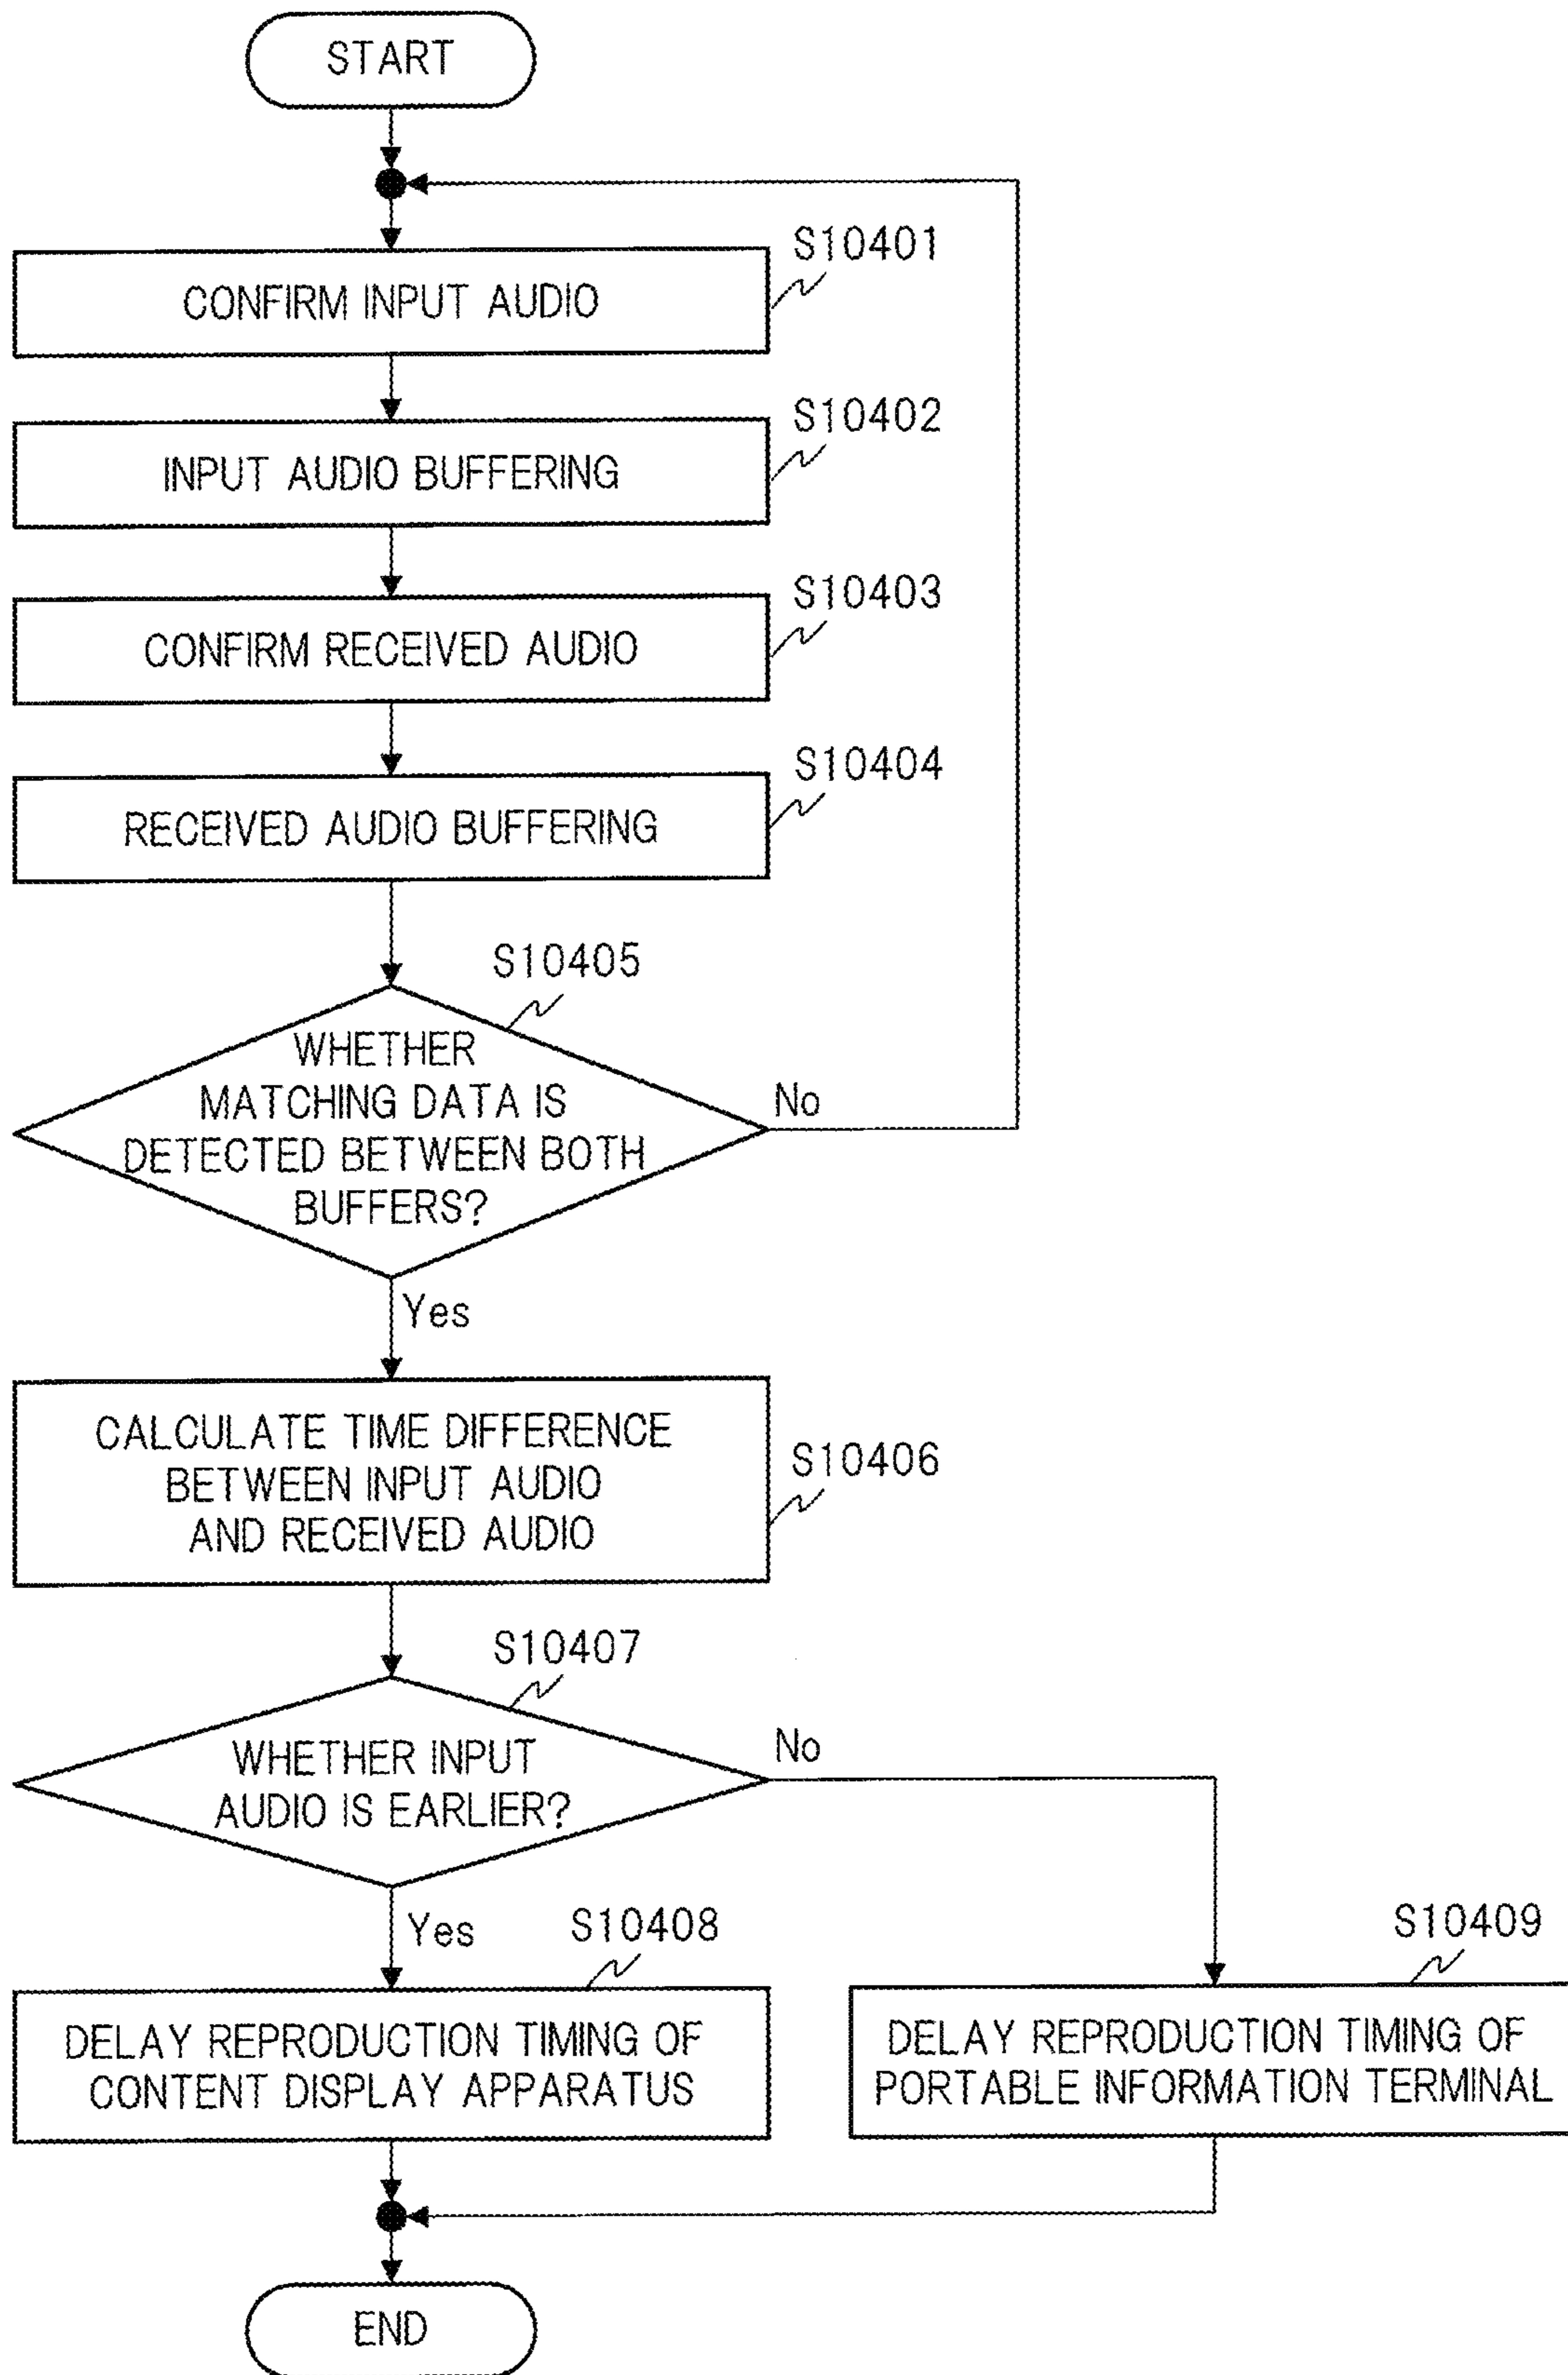 START
S10401
CONFIRM INPUT AUDIO
S10402
INPUT AUDIO BUFFERING
S10403
CONFIRM RECEIVED AUDIO
S10404
RECEIVED AUDIO BUFFERING
S10405
WHETHER
MATCHING DATA IS
DETECTED BETWEEN BOTH
BUFFERS?
No
Yes
CALCULATE TIME DIFFERENCE
BETWEEN INPUT AUDIO
AND RECEIVED AUDIO
S10406
S10407
WHETHER INPUT
AUDIO IS EARLIER?
No
Yes
S10408
DELAY REPRODUCTION TIMING OF
CONTENT DISPLAY APPARATUS
S10409
DELAY REPRODUCTION TIMING OF
PORTABLE INFORMATION TERMINAL
END